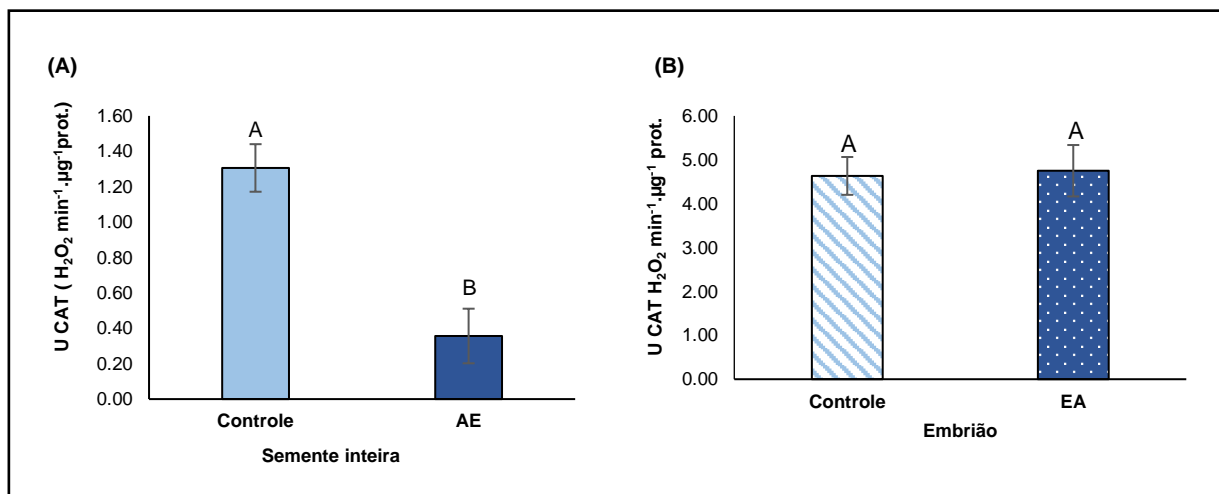 (A)
U CAT ( H₂O₂ min⁻¹.µg⁻¹prot.)
1.60
1.40
1.20
1.00
0.80
0.60
0.40
0.20
0.00
A
B
Controle
AE
Semente inteira
(B)
U CAT H₂O₂ min⁻¹.µg⁻¹ prot.
6.00
5.00
4.00
3.00
2.00
1.00
0.00
A
A
Controle
EA
Embrião